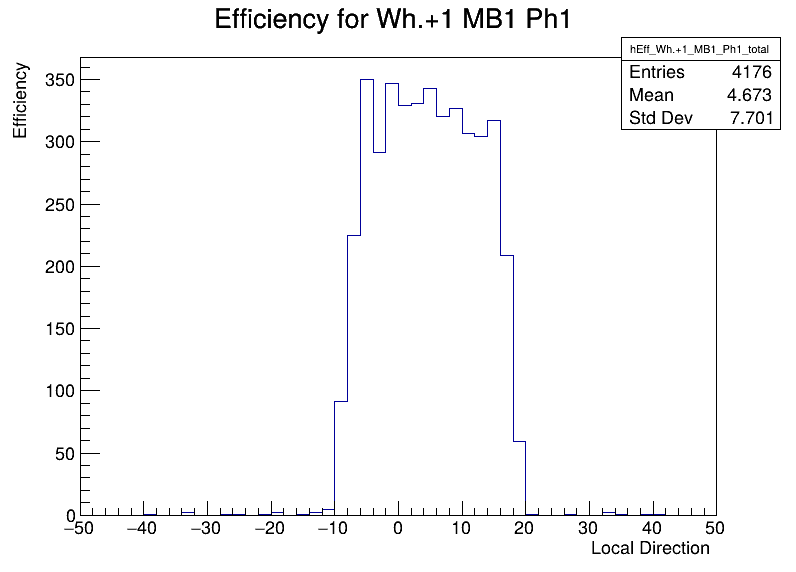 Efficiency for Wh.+1 MB1 Ph1
hEff_Wh.+1_MB1_Ph1_total
Entries 4176
Mean 4.673
Std Dev 7.701
Efficiency
350
300
250
200
150
100
50
0
−50 −40 −30 −20 −10 0 10 20 30 40 50
Local Direction